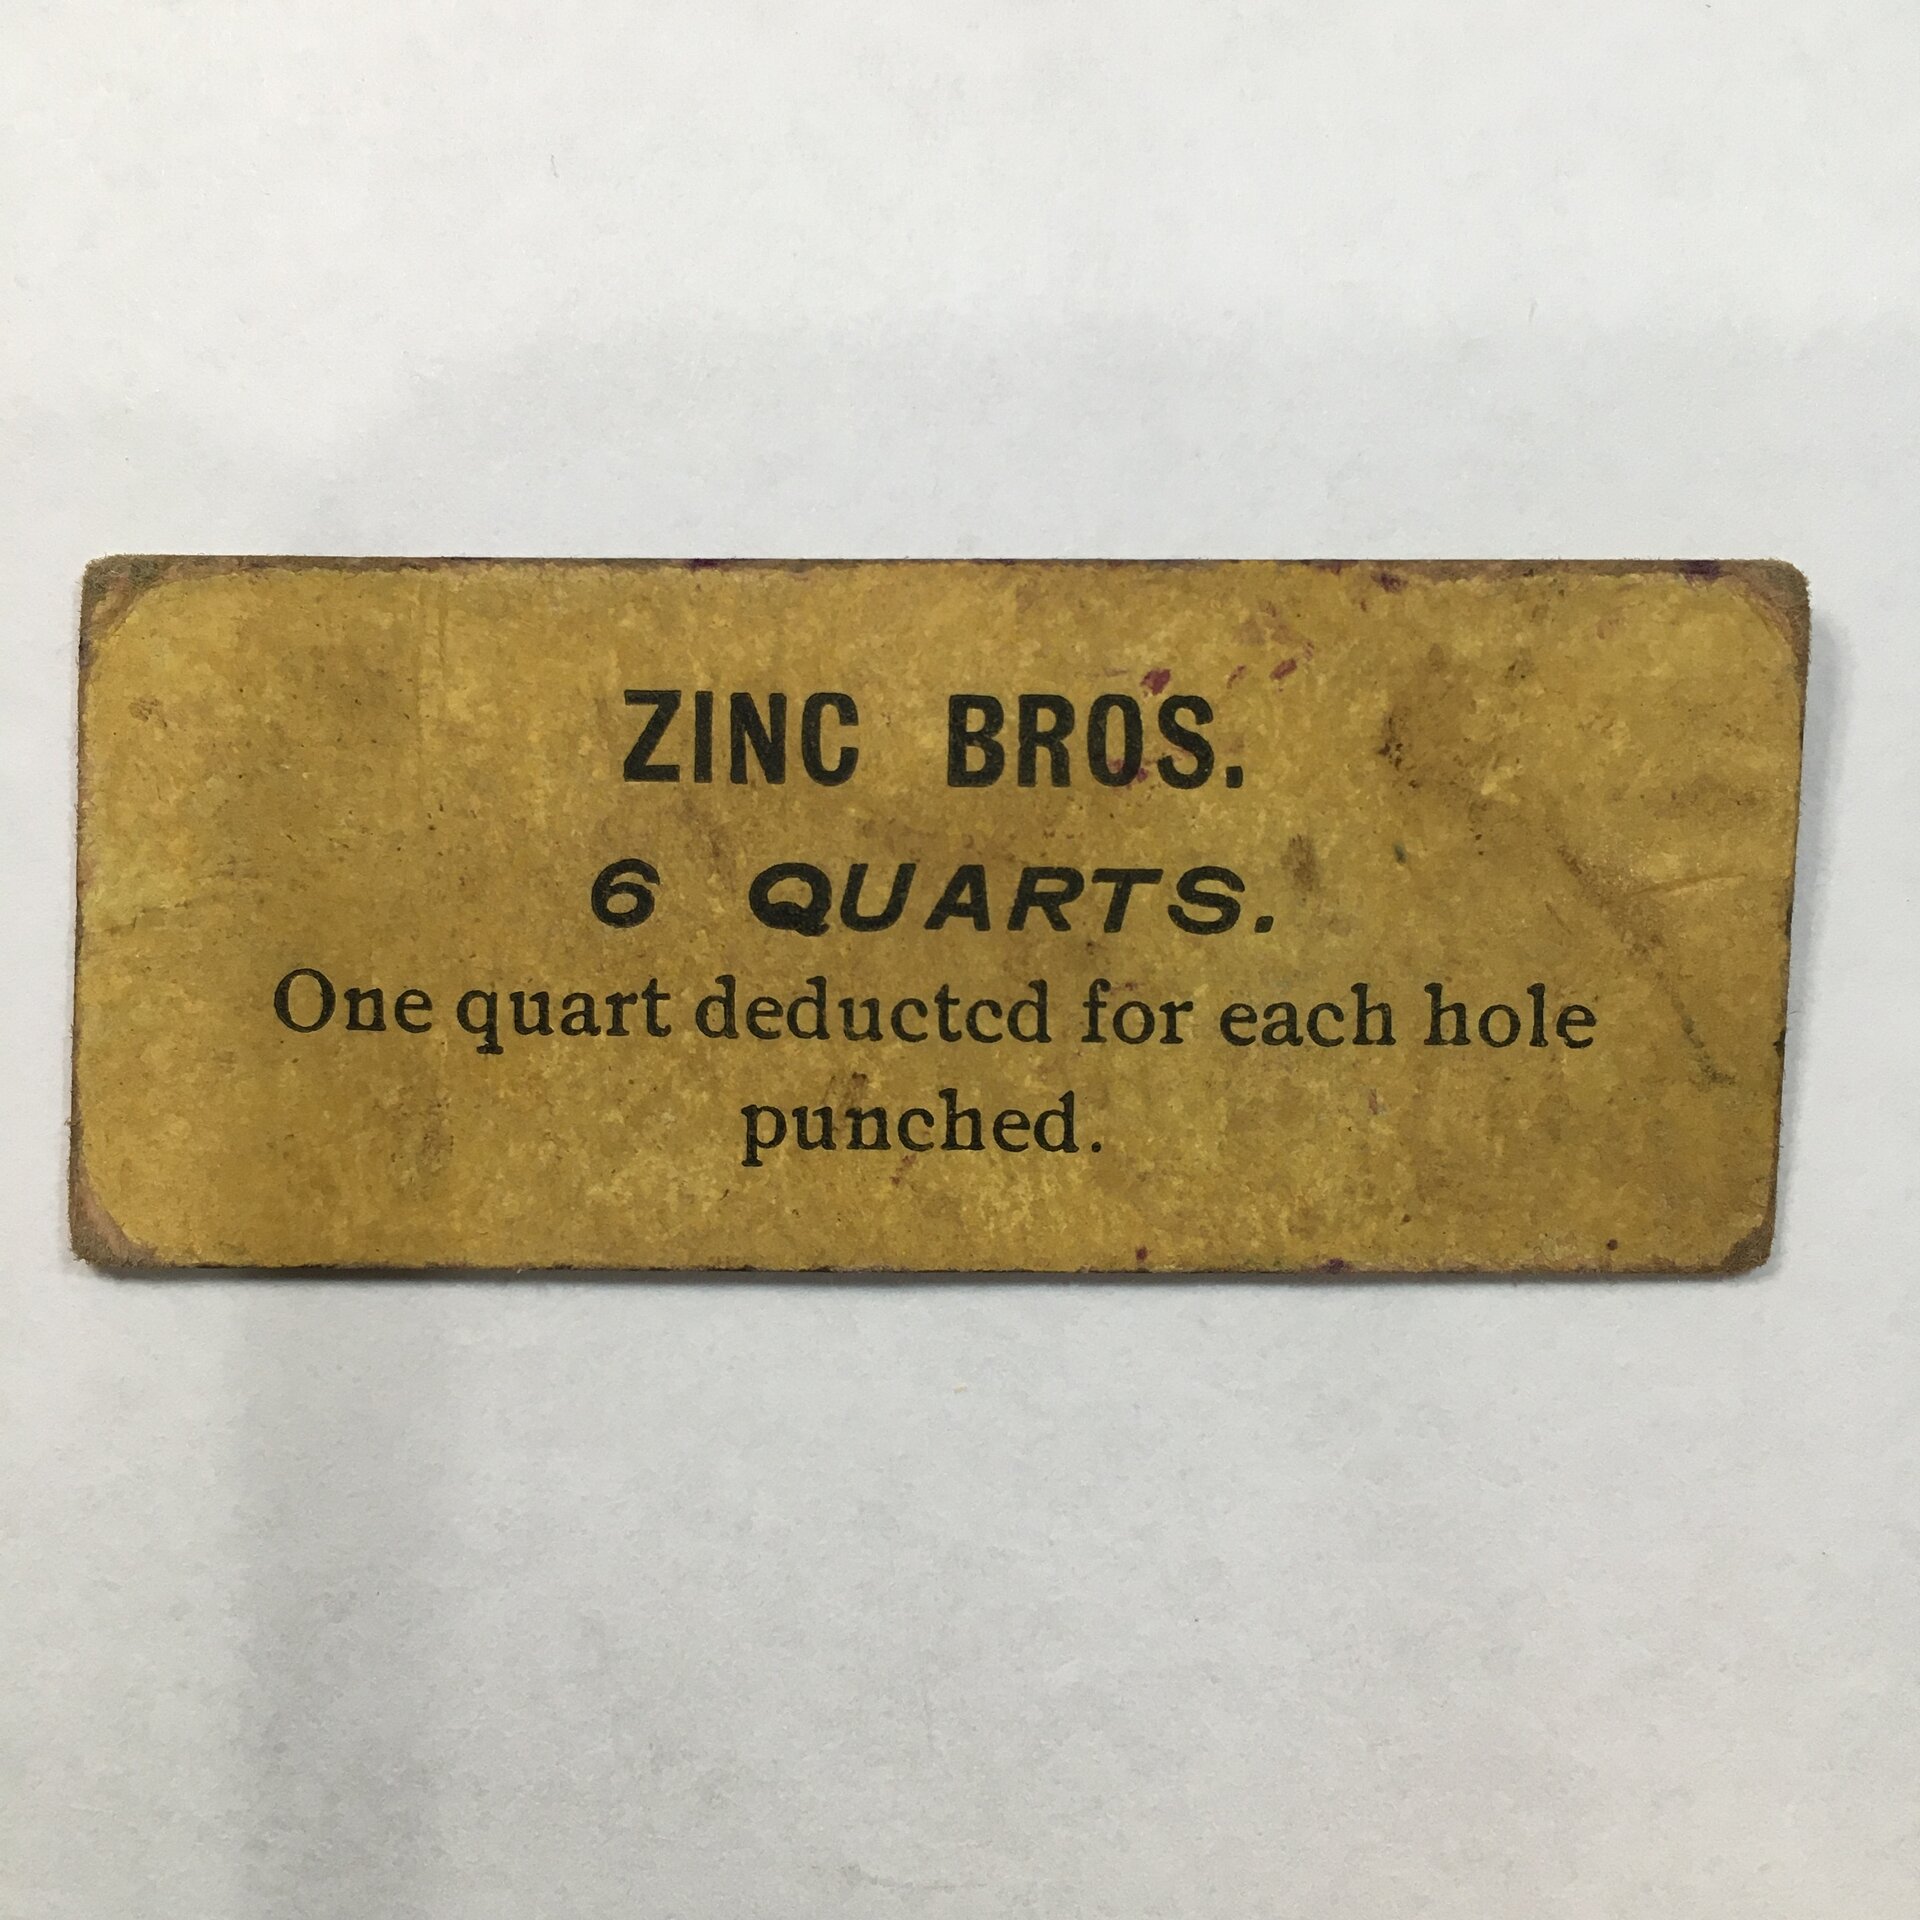 ZINC BROS.
6 QUARTS.
One quart deductcd for each hole
punched.